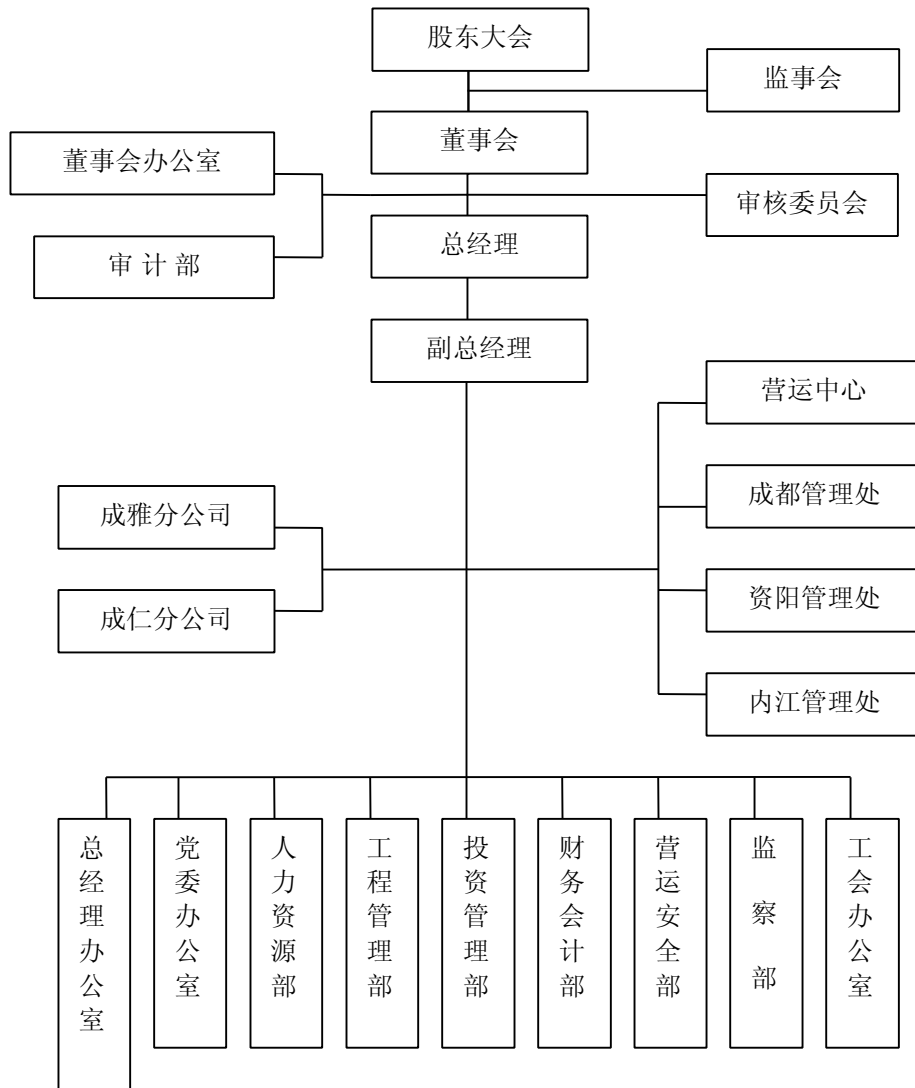 股东大会
监事会
董事会
董事会办公室
审核委员会
审 计 部
总经理
副总经理
营运中心
成雅分公司
成都管理处
成仁分公司
资阳管理处
内江管理处
总经理办公室
党委办公室
人力资源部
工程管理部
投资管理部
财务会计部
营运安全部
监察部
工会办公室